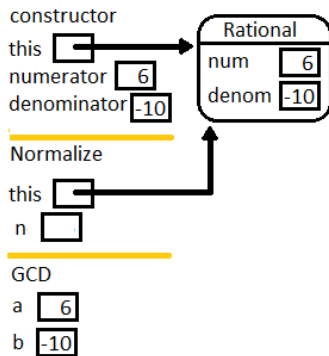 constructor
this
numerator 6
denominator -10
Rational
num 6
denom -10
Normalize
this
n
GCD
a 6
b -10